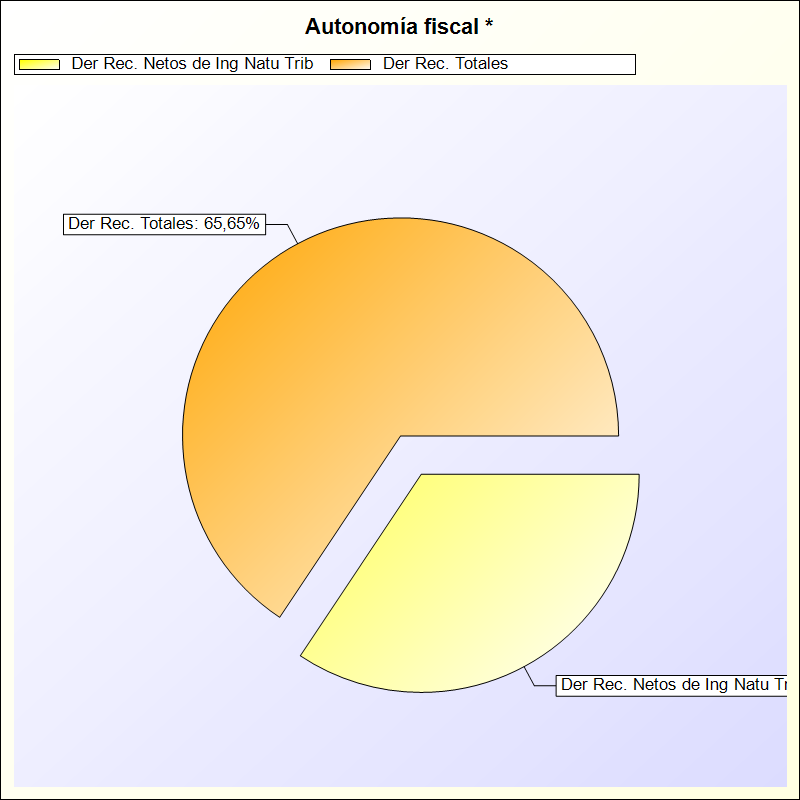 Autonomía fiscal *
Der Rec. Netos de Ing Natu Trib Der Rec. Totales
Der Rec. Totales: 65,65%
Der Rec. Netos de Ing Natu